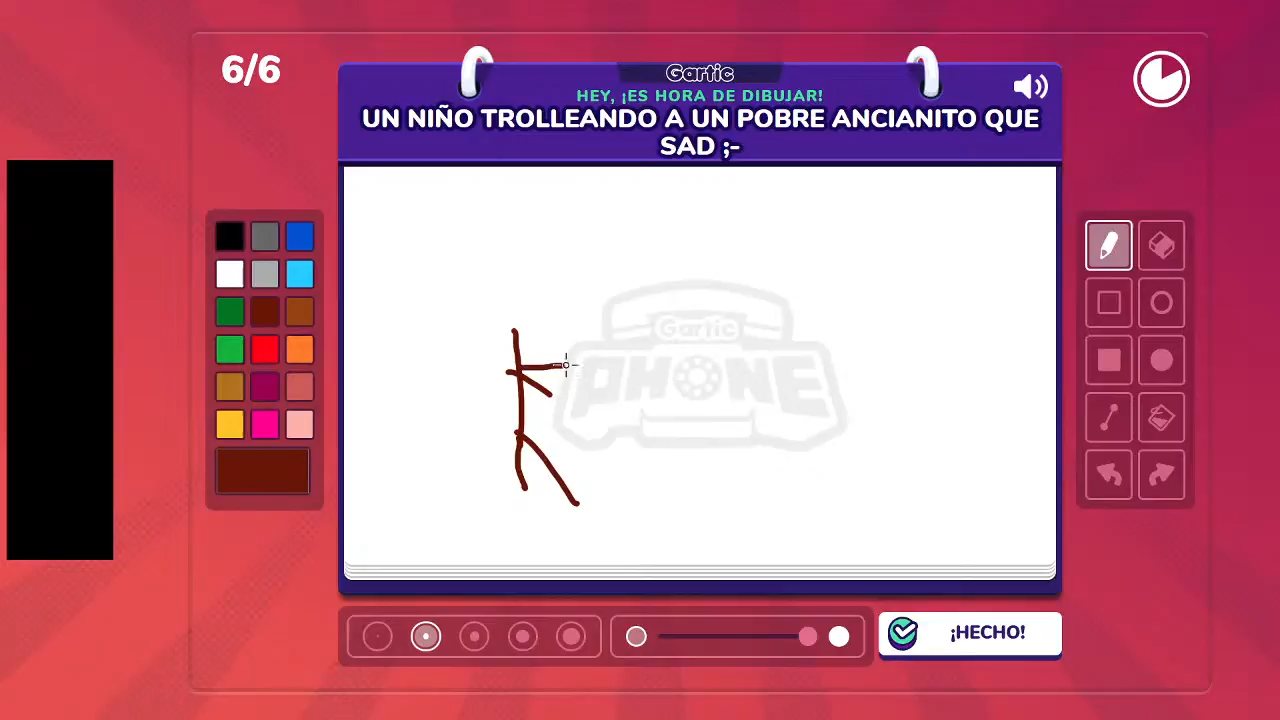 6/6
Gartic
HEY, ¡ES HORA DE DIBUJAR!
UN NIÑO TROLLEANDO A UN POBRE ANCIANITO QUE
SAD ;-
Gartic
PHONE
¡HECHO!